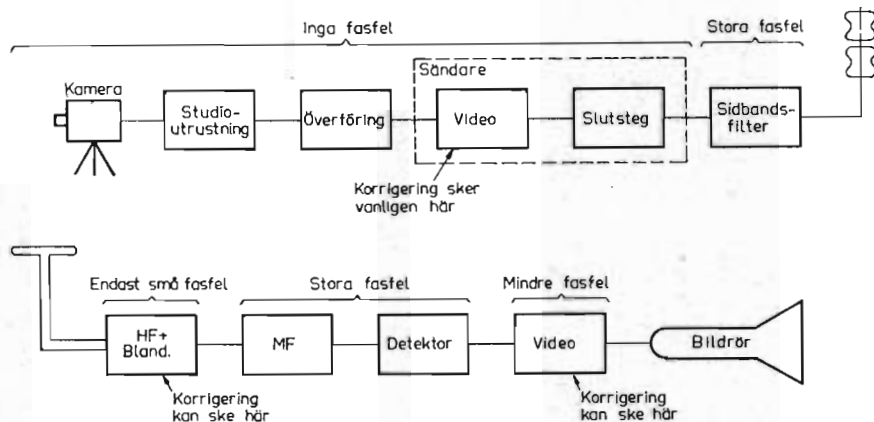 Inga fasfel
Stora fasfel
Sändare
Kamera
Studio-
utrustning
Överföring
Video
Slutsteg
Sidbands-
filter
Korrigering sker
vanligen här
Endast små fasfel
Stora fasfel
Mindre fasfel
HF+
Bland.
MF
Detektor
Video
Bildrör
Korrigering
kan ske här
Korrigering
kan ske här